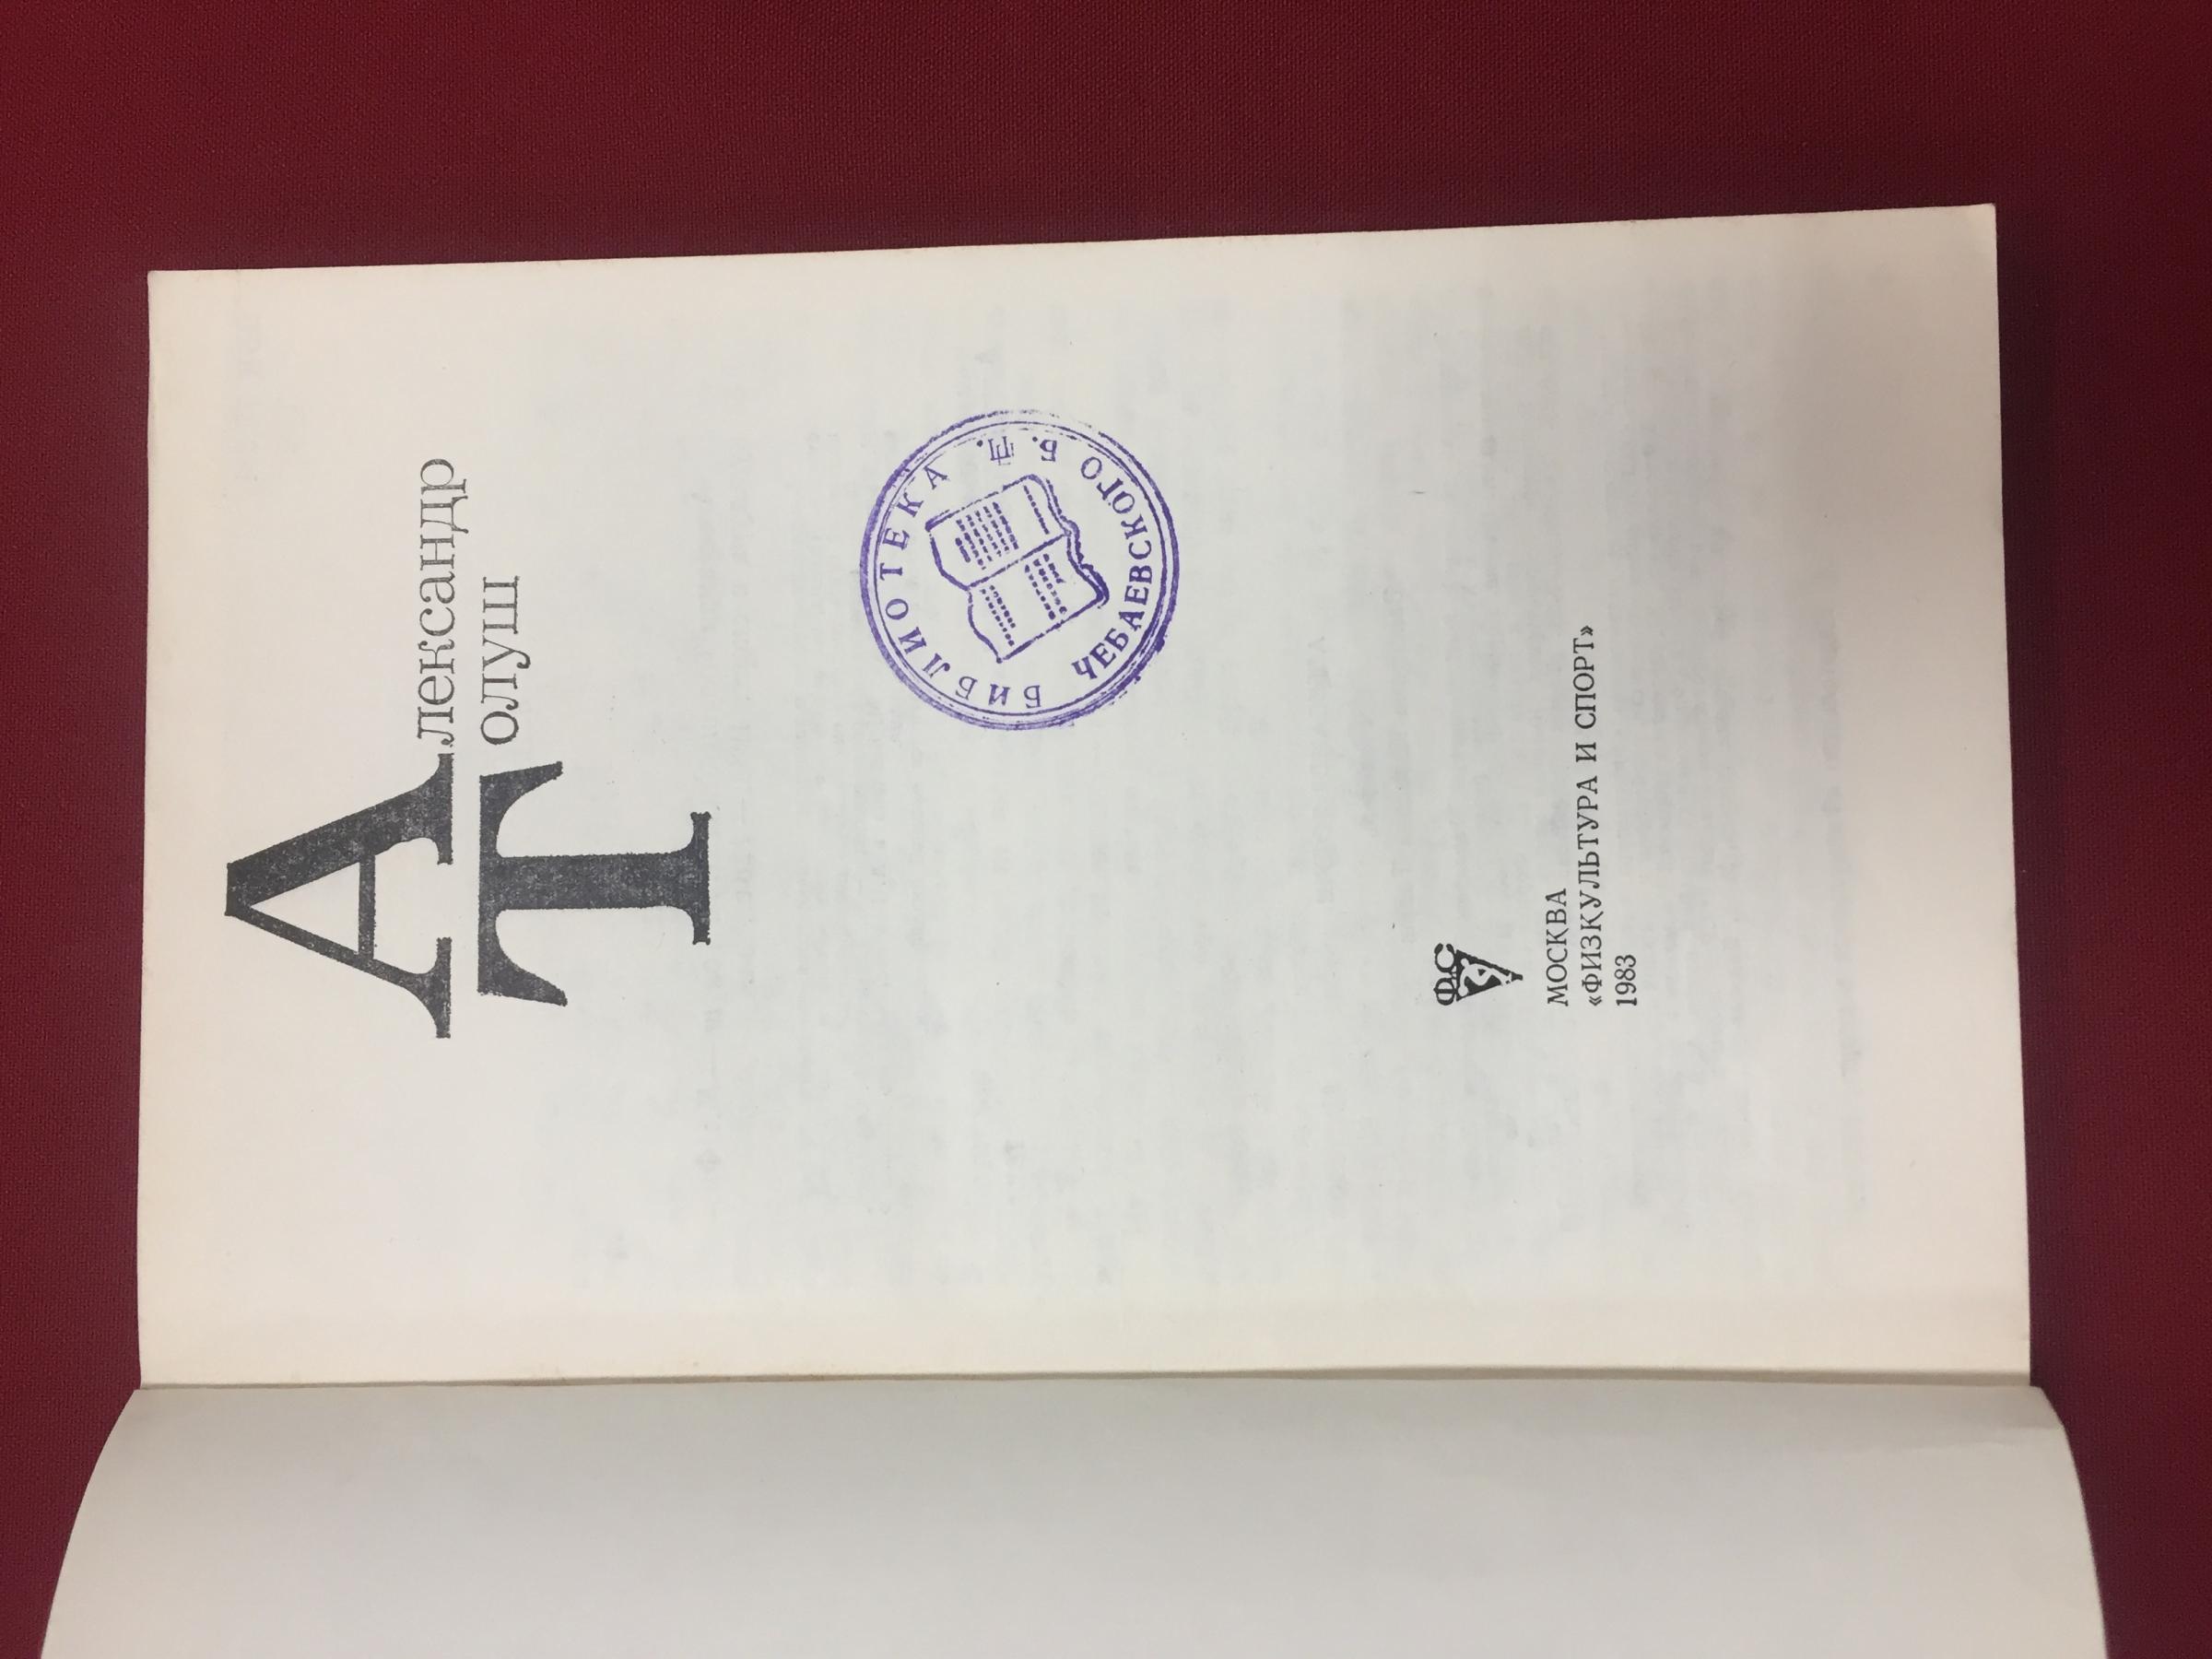 Александр
Толуш
БИБЛИОТЕКА
ЧЕБАЕВСКОГО Б.П.
ФиС
МОСКВА
«ФИЗКУЛЬТУРА И СПОРТ»
1983